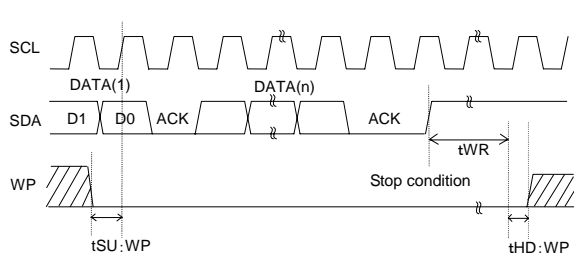 SCL
DATA(1) DATA(n)
SDA D1 D0 ACK ACK
tWR
WP Stop condition
tSU:WP tHD:WP